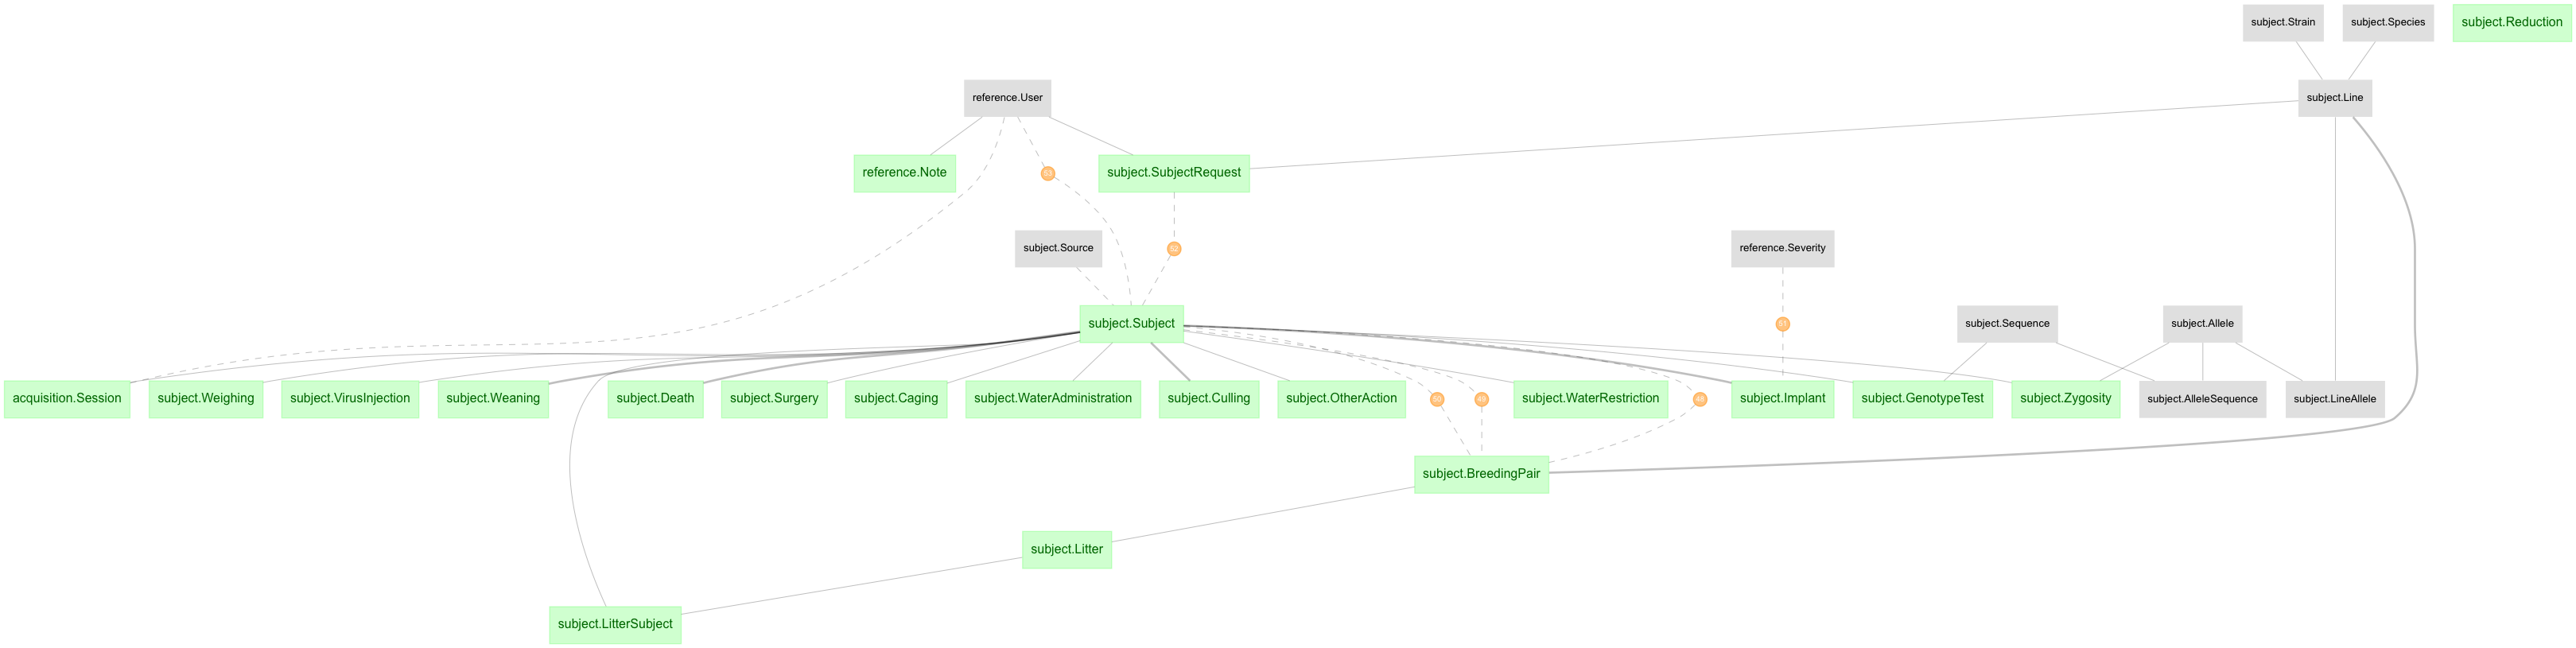 subject.Strain
subject.Species
subject.Reduction
reference.User
subject.Line
reference.Note
53
subject.SubjectRequest
subject.Source
52
reference.Severity
subject.Subject
51
subject.Sequence
subject.Allele
acquisition.Session
subject.Weighing
subject.VirusInjection
subject.Weaning
subject.Death
subject.Surgery
subject.Caging
subject.WaterAdministration
subject.Culling
subject.OtherAction
50
49
subject.WaterRestriction
48
subject.Implant
subject.GenotypeTest
subject.Zygosity
subject.AlleleSequence
subject.LineAllele
subject.BreedingPair
subject.Litter
subject.LitterSubject